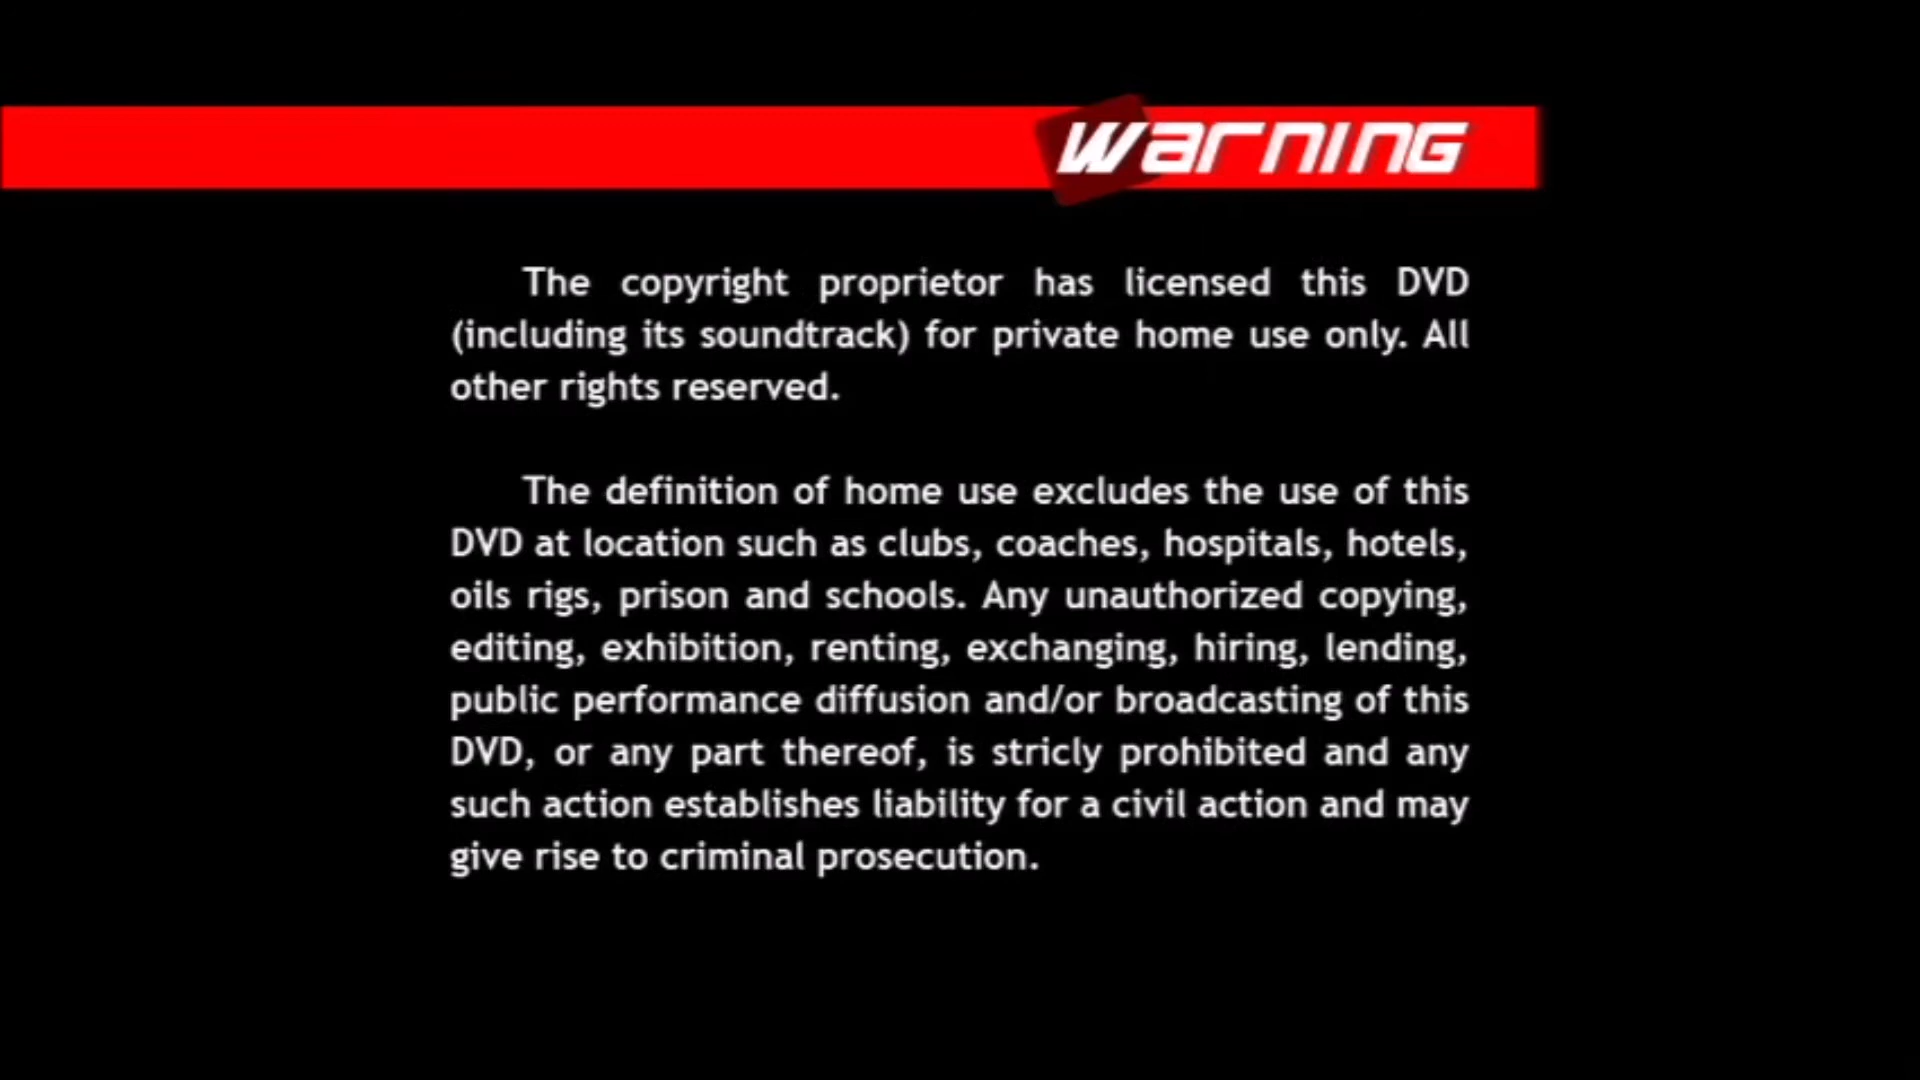 warning
The copyright proprietor has licensed this DVD
(including its soundtrack) for private home use only. All
other rights reserved.
The definition of home use excludes the use of this
DVD at location such as clubs, coaches, hospitals, hotels,
oils rigs, prison and schools. Any unauthorized copying,
editing, exhibition, renting, exchanging, hiring, lending,
public performance diffusion and/or broadcasting of this
DVD, or any part thereof, is stricly prohibited and any
such action establishes liability for a civil action and may
give rise to criminal prosecution.